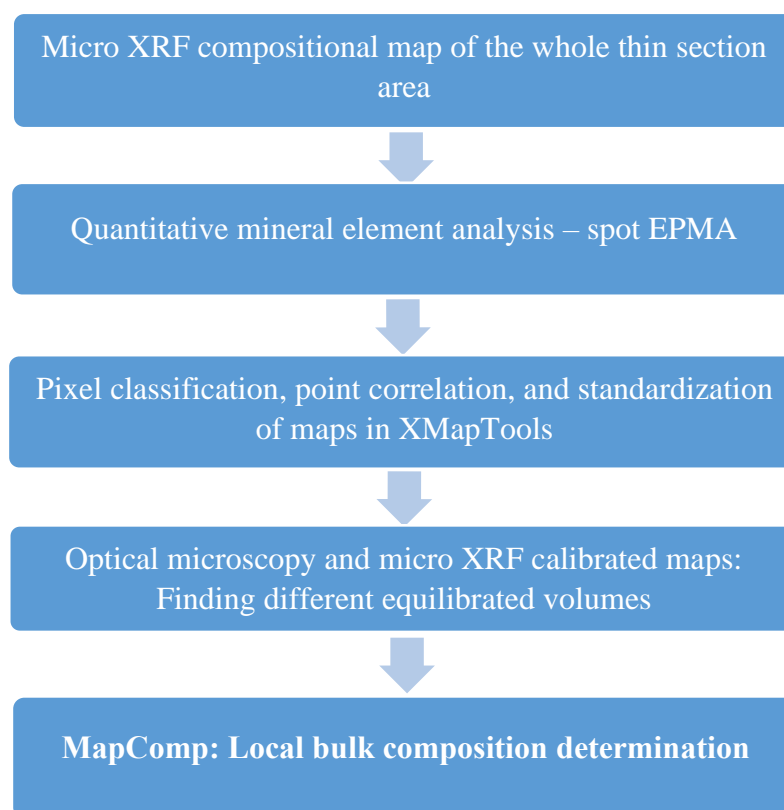 Micro XRF compositional map of the whole thin section
area
Quantitative mineral element analysis – spot EPMA
Pixel classification, point correlation, and standardization
of maps in XMapTools
Optical microscopy and micro XRF calibrated maps:
Finding different equilibrated volumes
MapComp: Local bulk composition determination